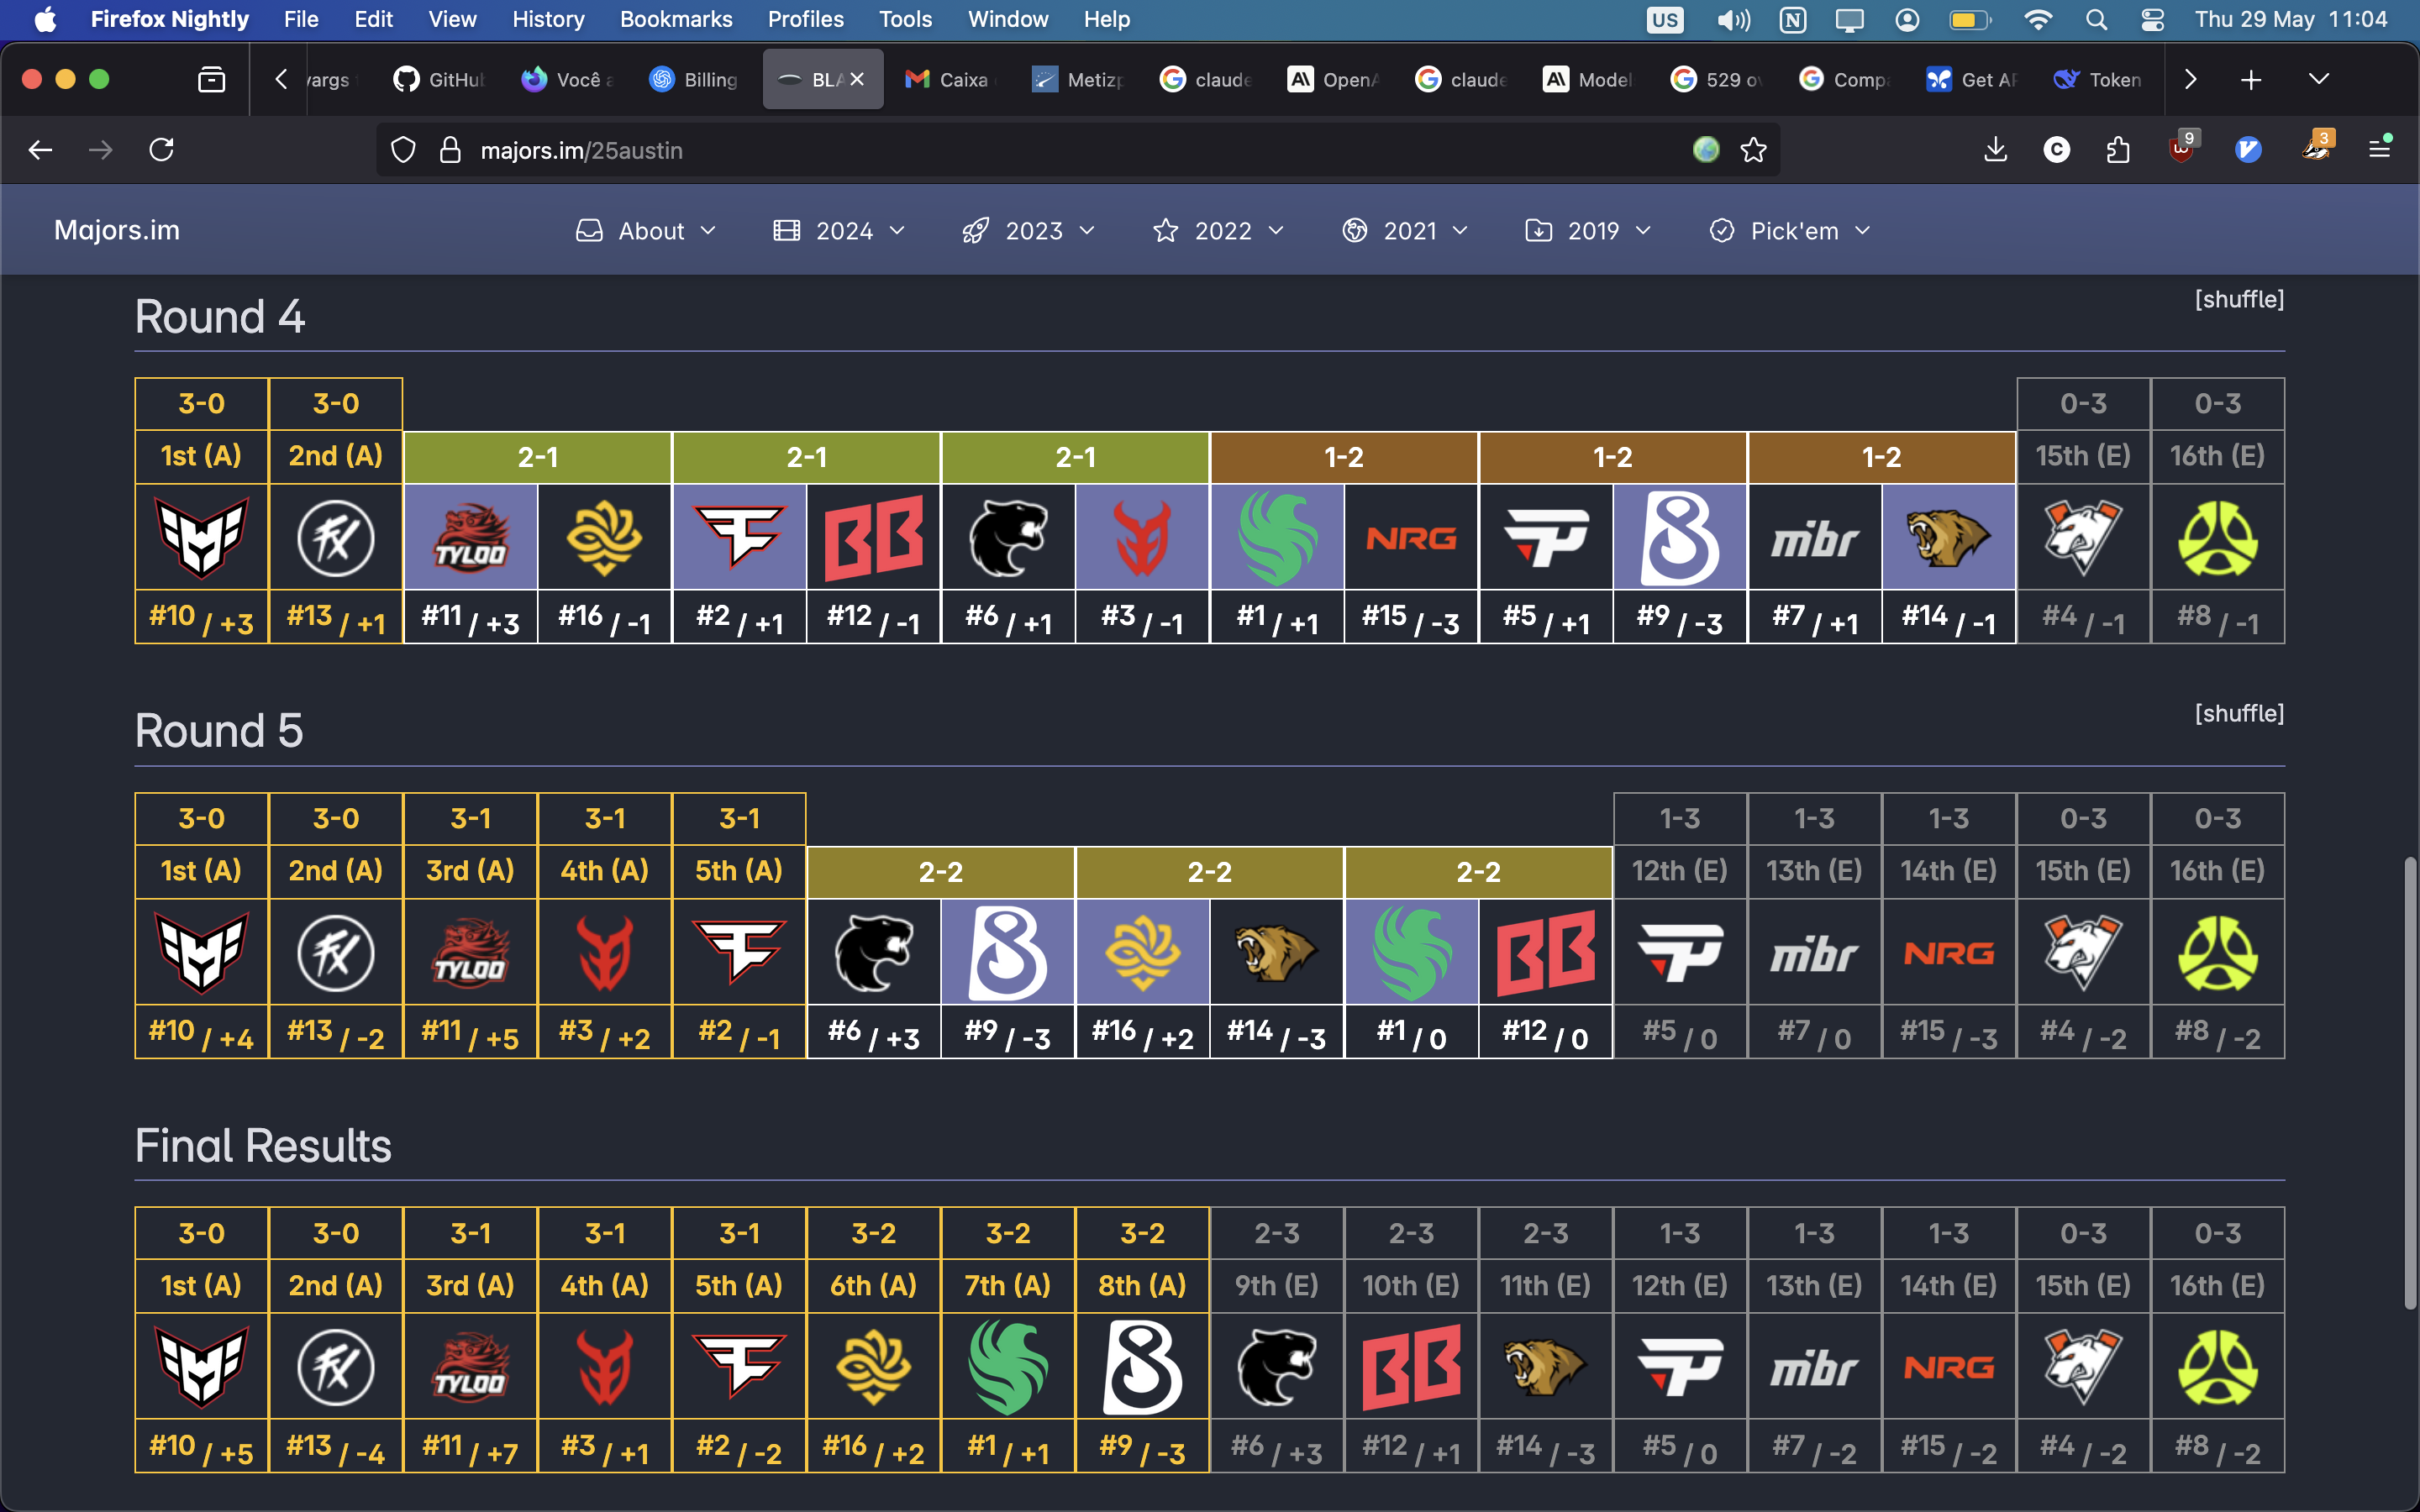 Firefox Nightly File Edit View History Bookmarks Profiles Tools Window Help US Thu 29 May 11:04
yargs GitHub Você a Billing BLA Caixa Metizp claude OpenA claude Model 529 ov Compa Get AP Token
majors.im/25austin 9 3
Majors.im About 2024 2023 2022 2021 2019 Pick'em
Round 4 [shuffle]
3-0 3-0 0-3 0-3
1st (A) 2nd (A) 2-1 2-1 2-1 1-2 1-2 1-2 15th (E) 16th (E)
TYLOO BB NRG mibr
#10 / +3 #13 / +1 #11 / +3 #16 / -1 #2 / +1 #12 / -1 #6 / +1 #3 / -1 #1 / +1 #15 / -3 #5 / +1 #9 / -3 #7 / +1 #14 / -1 #4 / -1 #8 / -1
Round 5 [shuffle]
3-0 3-0 3-1 3-1 3-1 1-3 1-3 1-3 0-3 0-3
1st (A) 2nd (A) 3rd (A) 4th (A) 5th (A) 2-2 2-2 2-2 12th (E) 13th (E) 14th (E) 15th (E) 16th (E)
TYLOO BB mibr NRG
#10 / +4 #13 / -2 #11 / +5 #3 / +2 #2 / -1 #6 / +3 #9 / -3 #16 / +2 #14 / -3 #1 / 0 #12 / 0 #5 / 0 #7 / 0 #15 / -3 #4 / -2 #8 / -2
Final Results
3-0 3-0 3-1 3-1 3-1 3-2 3-2 3-2 2-3 2-3 2-3 1-3 1-3 1-3 0-3 0-3
1st (A) 2nd (A) 3rd (A) 4th (A) 5th (A) 6th (A) 7th (A) 8th (A) 9th (E) 10th (E) 11th (E) 12th (E) 13th (E) 14th (E) 15th (E) 16th (E)
TYLOO BB mibr NRG
#10 / +5 #13 / -4 #11 / +7 #3 / +1 #2 / -2 #16 / +2 #1 / +1 #9 / -3 #6 / +3 #12 / +1 #14 / -3 #5 / 0 #7 / -2 #15 / -2 #4 / -2 #8 / -2